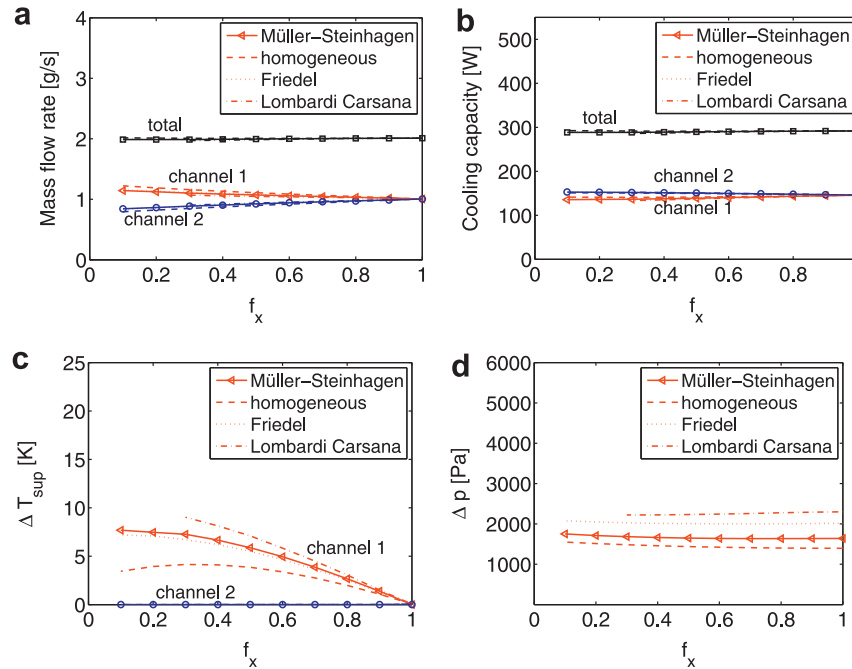 a
Mass flow rate [g/s]
4
3
2
1
0
0
0.2
0.4
0.6
0.8
1
f_x
Müller−Steinhagen
homogeneous
Friedel
Lombardi Carsana
total
channel 1
channel 2
b
Cooling capacity [W]
500
400
300
200
100
0
0
0.2
0.4
0.6
0.8
f_x
Müller−Steinhagen
homogeneous
Friedel
Lombardi Carsana
total
channel 2
channel 1
c
Δ T_sup [K]
25
20
15
10
5
0
0
0.2
0.4
0.6
0.8
1
f_x
Müller−Steinhagen
homogeneous
Friedel
Lombardi Carsana
channel 1
channel 2
d
Δ p [Pa]
6000
5000
4000
3000
2000
1000
0
0.2
0.4
0.6
0.8
1
f_x
Müller−Steinhagen
homogeneous
Friedel
Lombardi Carsana